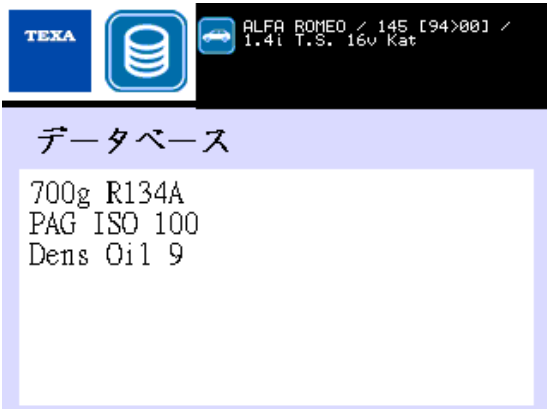 TEXA
ALFA ROMEO / 145 [94>00] /
1.4i T.S. 16v Kat
データベース
700g R134A
PAG ISO 100
Dens Oil 9